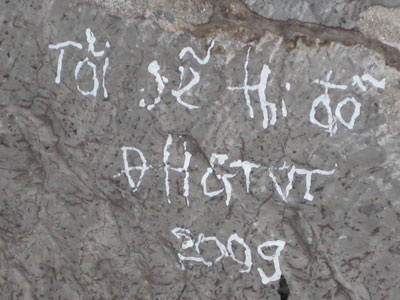 Tôi sẽ thi đỗ
ĐHGTVT
2009